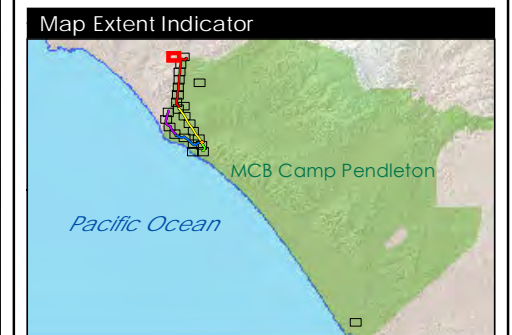 Map Extent Indicator
MCB Camp Pendleton
Pacific Ocean